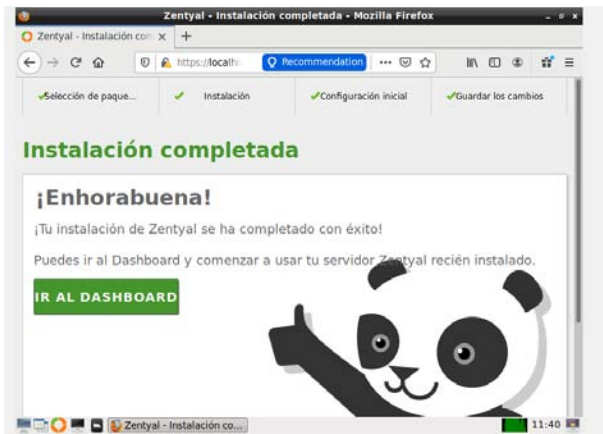 Zentyal - Instalación completada - Mozilla Firefox
Zentyal - Instalación com
https://localh
Recommendation
Selección de paque...
Instalación
Configuración inicial
Guardar los cambios
Instalación completada
¡Enhorabuena!
¡Tu instalación de Zentyal se ha completado con éxito!
Puedes ir al Dashboard y comenzar a usar tu servidor Zentyal recién instalado.
IR AL DASHBOARD
Zentyal - Instalación co...
11:40